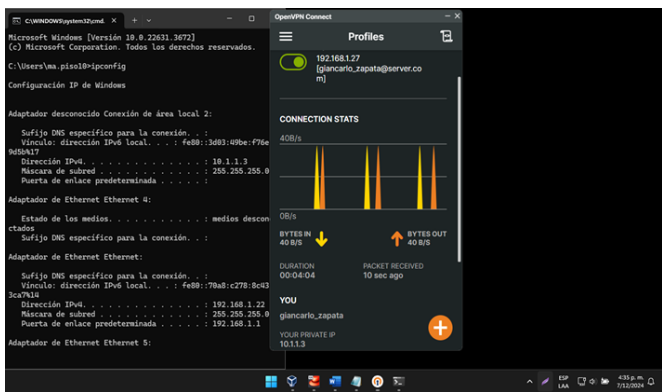 C:\WINDOWS\system32\cmd.
Microsoft Windows [Versión 10.0.22631.3672]
(c) Microsoft Corporation. Todos los derechos reservados.
C:\Users\ma.piso10>ipconfig
Configuración IP de Windows
Adaptador desconocido Conexión de área local 2:
Sufijo DNS específico para la conexión. . :
Vínculo: dirección IPv6 local. . . : fe80::3d03:49be:f76e
9d5b%17
Dirección IPv4. . . . . . . . . . . . . . : 10.1.1.3
Máscara de subred . . . . . . . . . . . . : 255.255.255.0
Puerta de enlace predeterminada . . . . . :
Adaptador de Ethernet Ethernet 4:
Estado de los medios. . . . . . . . . . . : medios descon
ctados
Sufijo DNS específico para la conexión. . :
Adaptador de Ethernet Ethernet:
Sufijo DNS específico para la conexión. . :
Vínculo: dirección IPv6 local. . . : fe80::70a8:c278:8c43
3ca7%14
Dirección IPv4. . . . . . . . . . . . . . : 192.168.1.22
Máscara de subred . . . . . . . . . . . . : 255.255.255.0
Puerta de enlace predeterminada . . . . . : 192.168.1.1
Adaptador de Ethernet Ethernet 5:
OpenVPN Connect
Profiles
192.168.1.27
[giancarlo_zapata@server.co
m]
CONNECTION STATS
40B/s
0B/s
BYTES IN
40 B/S
BYTES OUT
40 B/S
DURATION
00:04:04
PACKET RECEIVED
10 sec ago
YOU
giancarlo_zapata
YOUR PRIVATE IP
10.1.1.3
ESP
LAA
4:35 p. m.
7/12/2024